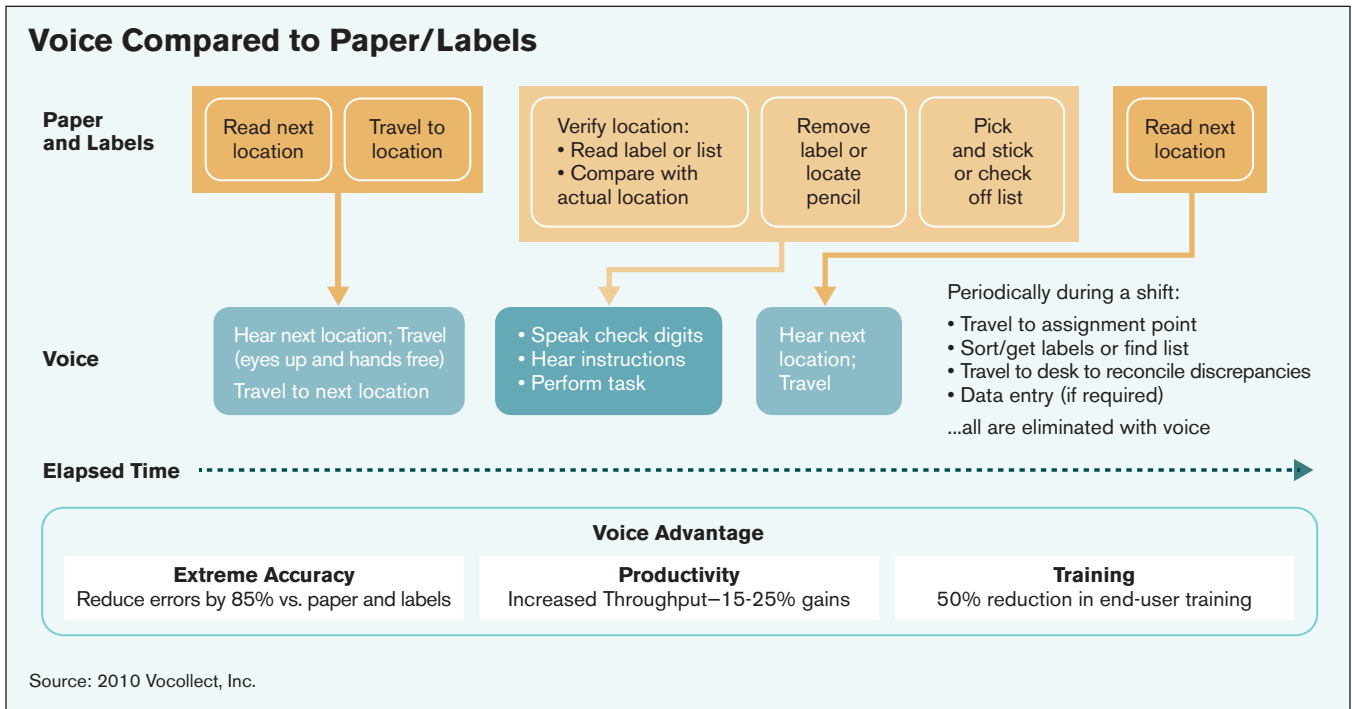 Voice Compared to Paper/Labels
Paper
and Labels
Read next
location
Travel to
location
Verify location:
• Read label or list
• Compare with
actual location
Remove
label or
locate
pencil
Pick
and stick
or check
off list
Read next
location
Voice
Hear next location; Travel
(eyes up and hands free)
Travel to next location
• Speak check digits
• Hear instructions
• Perform task
Hear next
location;
Travel
Periodically during a shift:
• Travel to assignment point
• Sort/get labels or find list
• Travel to desk to reconcile discrepancies
• Data entry (if required)
...all are eliminated with voice
Elapsed Time
Voice Advantage
Extreme Accuracy
Reduce errors by 85% vs. paper and labels
Productivity
Increased Throughput–15-25% gains
Training
50% reduction in end-user training
Source: 2010 Vocollect, Inc.